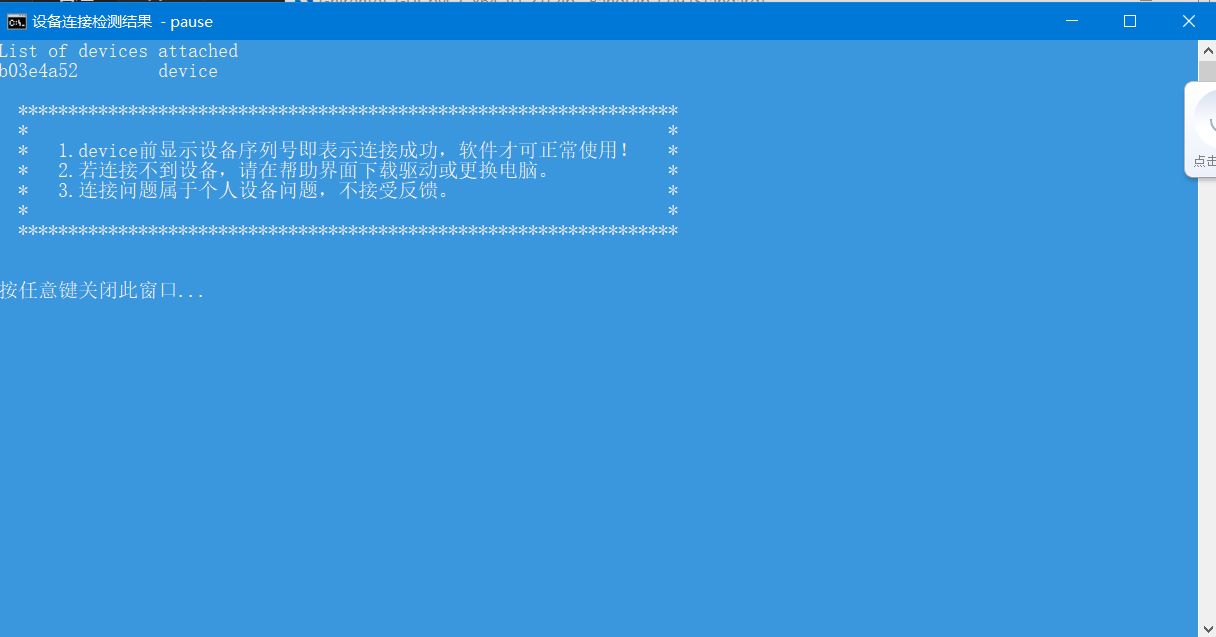 设备连接检测结果 - pause
List of devices attached
b03e4a52        device
******************************************************************
*                                                                *
*   1.device前显示设备序列号即表示连接成功，软件才可正常使用！   *
*   2.若连接不到设备，请在帮助界面下载驱动或更换电脑。           *
*   3.连接问题属于个人设备问题，不接受反馈。                     *
*                                                                *
******************************************************************
按任意键关闭此窗口...
点击